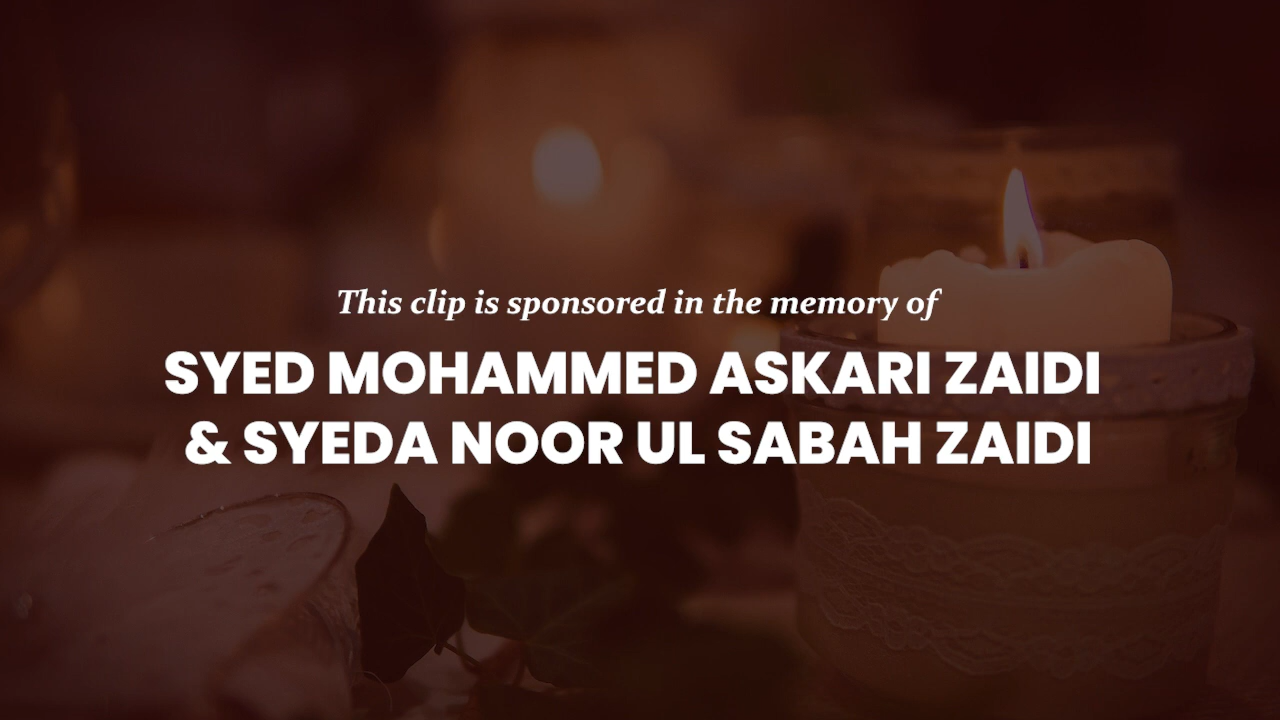 This clip is sponsored in the memory of
SYED MOHAMMED ASKARI ZAIDI
& SYEDA NOOR UL SABAH ZAIDI